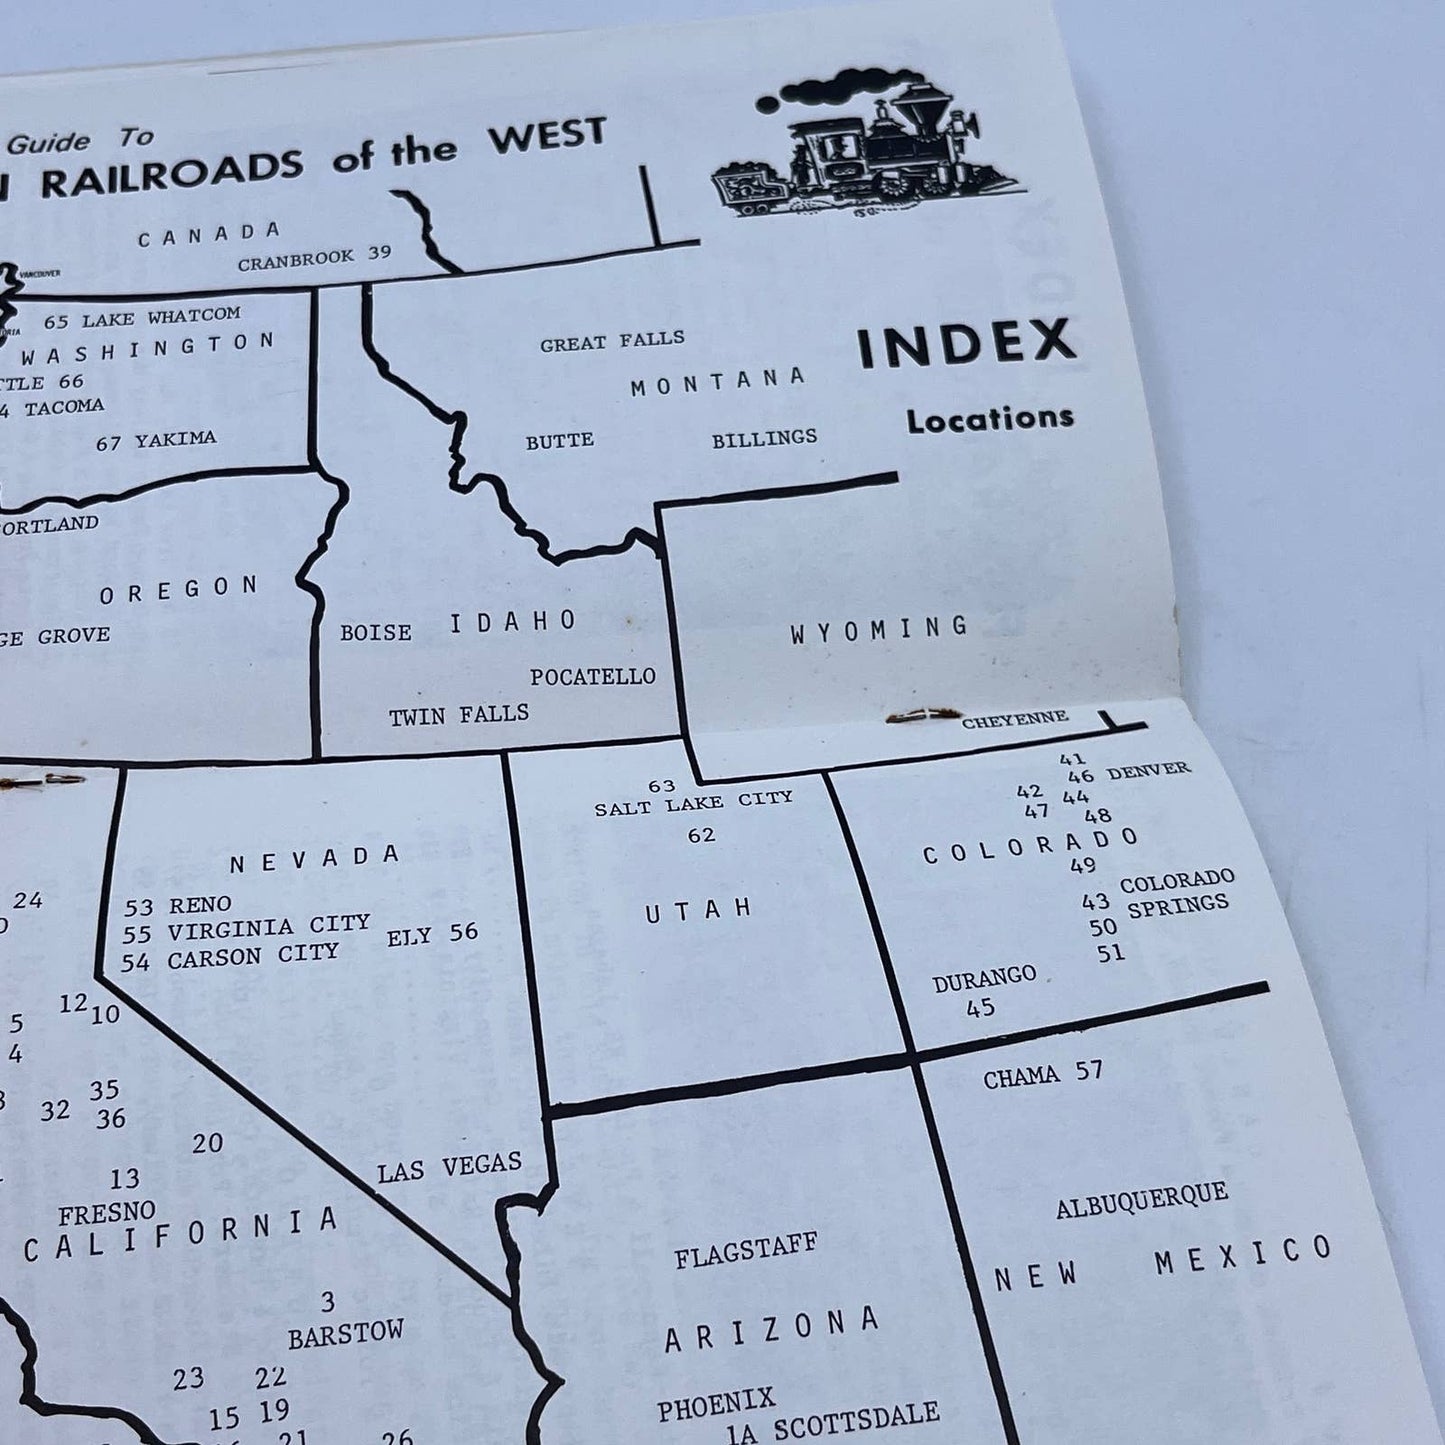 Guide To
RAILROADS of the WEST
CANADA
CRANBROOK 39
VANCOUVER
65 LAKE WHATCOM
WASHINGTON
TTLE 66
4 TACOMA
67 YAKIMA
GREAT FALLS
MONTANA
BUTTE
BILLINGS
INDEX
Locations
ORTLAND
OREGON
GE GROVE
BOISE
IDAHO
POCATELLO
TWIN FALLS
WYOMING
CHEYENNE
41
46 DENVER
42 44
47 48
COLORADO
49
43 COLORADO
50 SPRINGS
51
DURANGO
45
63
SALT LAKE CITY
62
UTAH
NEVADA
53 RENO
55 VIRGINIA CITY
54 CARSON CITY
ELY 56
LAS VEGAS
24
12
10
5
4
35
32
36
20
13
FRESNO
CALIFORNIA
3
BARSTOW
23 22
15 19
21 26
CHAMA 57
ALBUQUERQUE
NEW MEXICO
FLAGSTAFF
ARIZONA
PHOENIX
1A SCOTTSDALE